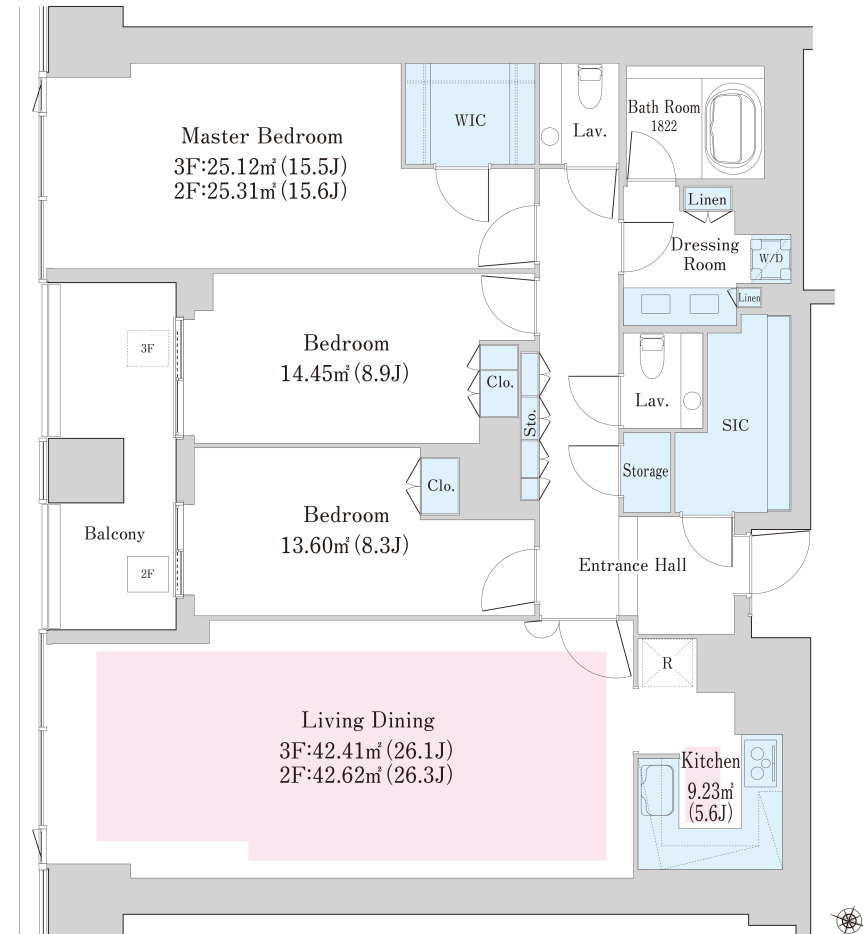 WIC
Master Bedroom
3F:25.12㎡(15.5J)
2F:25.31㎡(15.6J)
Lav.
Bath Room
1822
Linen
Dressing
Room
W/D
Linen
3F
Bedroom
14.45㎡(8.9J)
Clo.
Sto.
Lav.
SIC
Storage
Clo.
Bedroom
13.60㎡(8.3J)
Balcony
2F
Entrance Hall
R
Living Dining
3F:42.41㎡(26.1J)
2F:42.62㎡(26.3J)
Kitchen
9.23㎡
(5.6J)